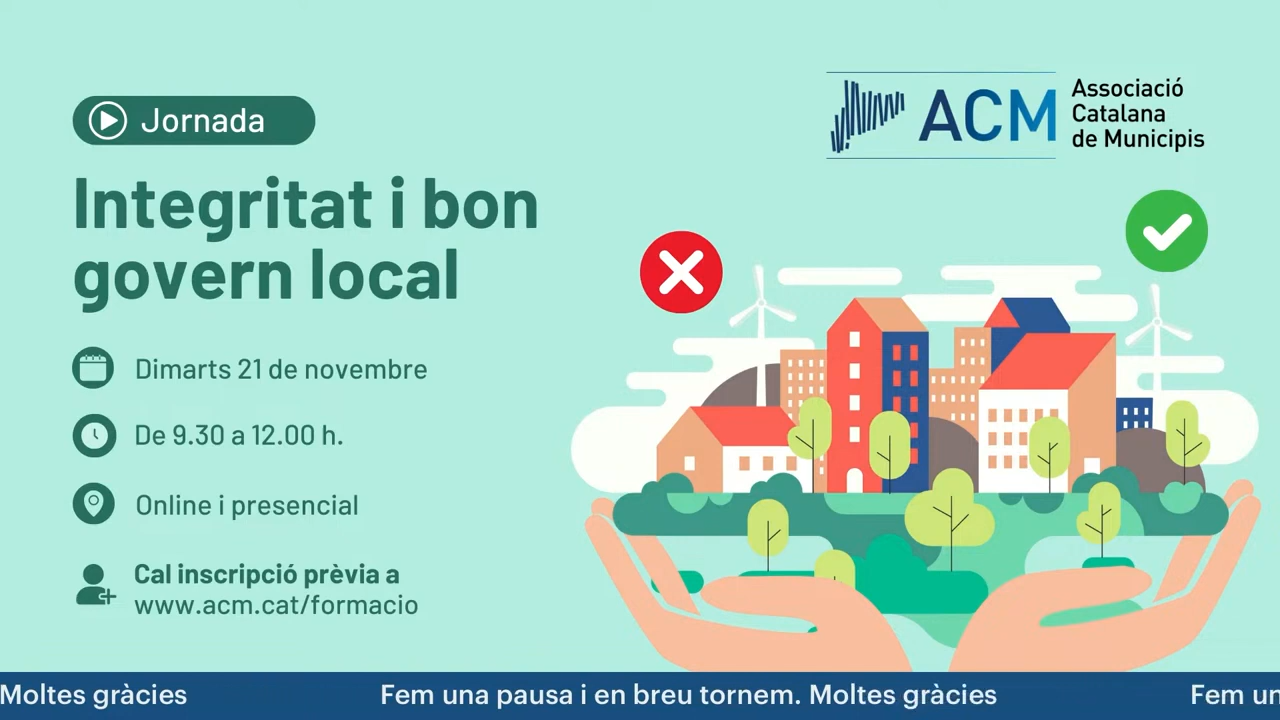 Jornada
Integritat i bon
govern local
Dimarts 21 de novembre
De 9.30 a 12.00 h.
Online i presencial
Cal inscripció prèvia a
www.acm.cat/formacio
ACM
Associació
Catalana
de Municipis
Moltes gràcies Fem una pausa i en breu tornem. Moltes gràcies Fem un